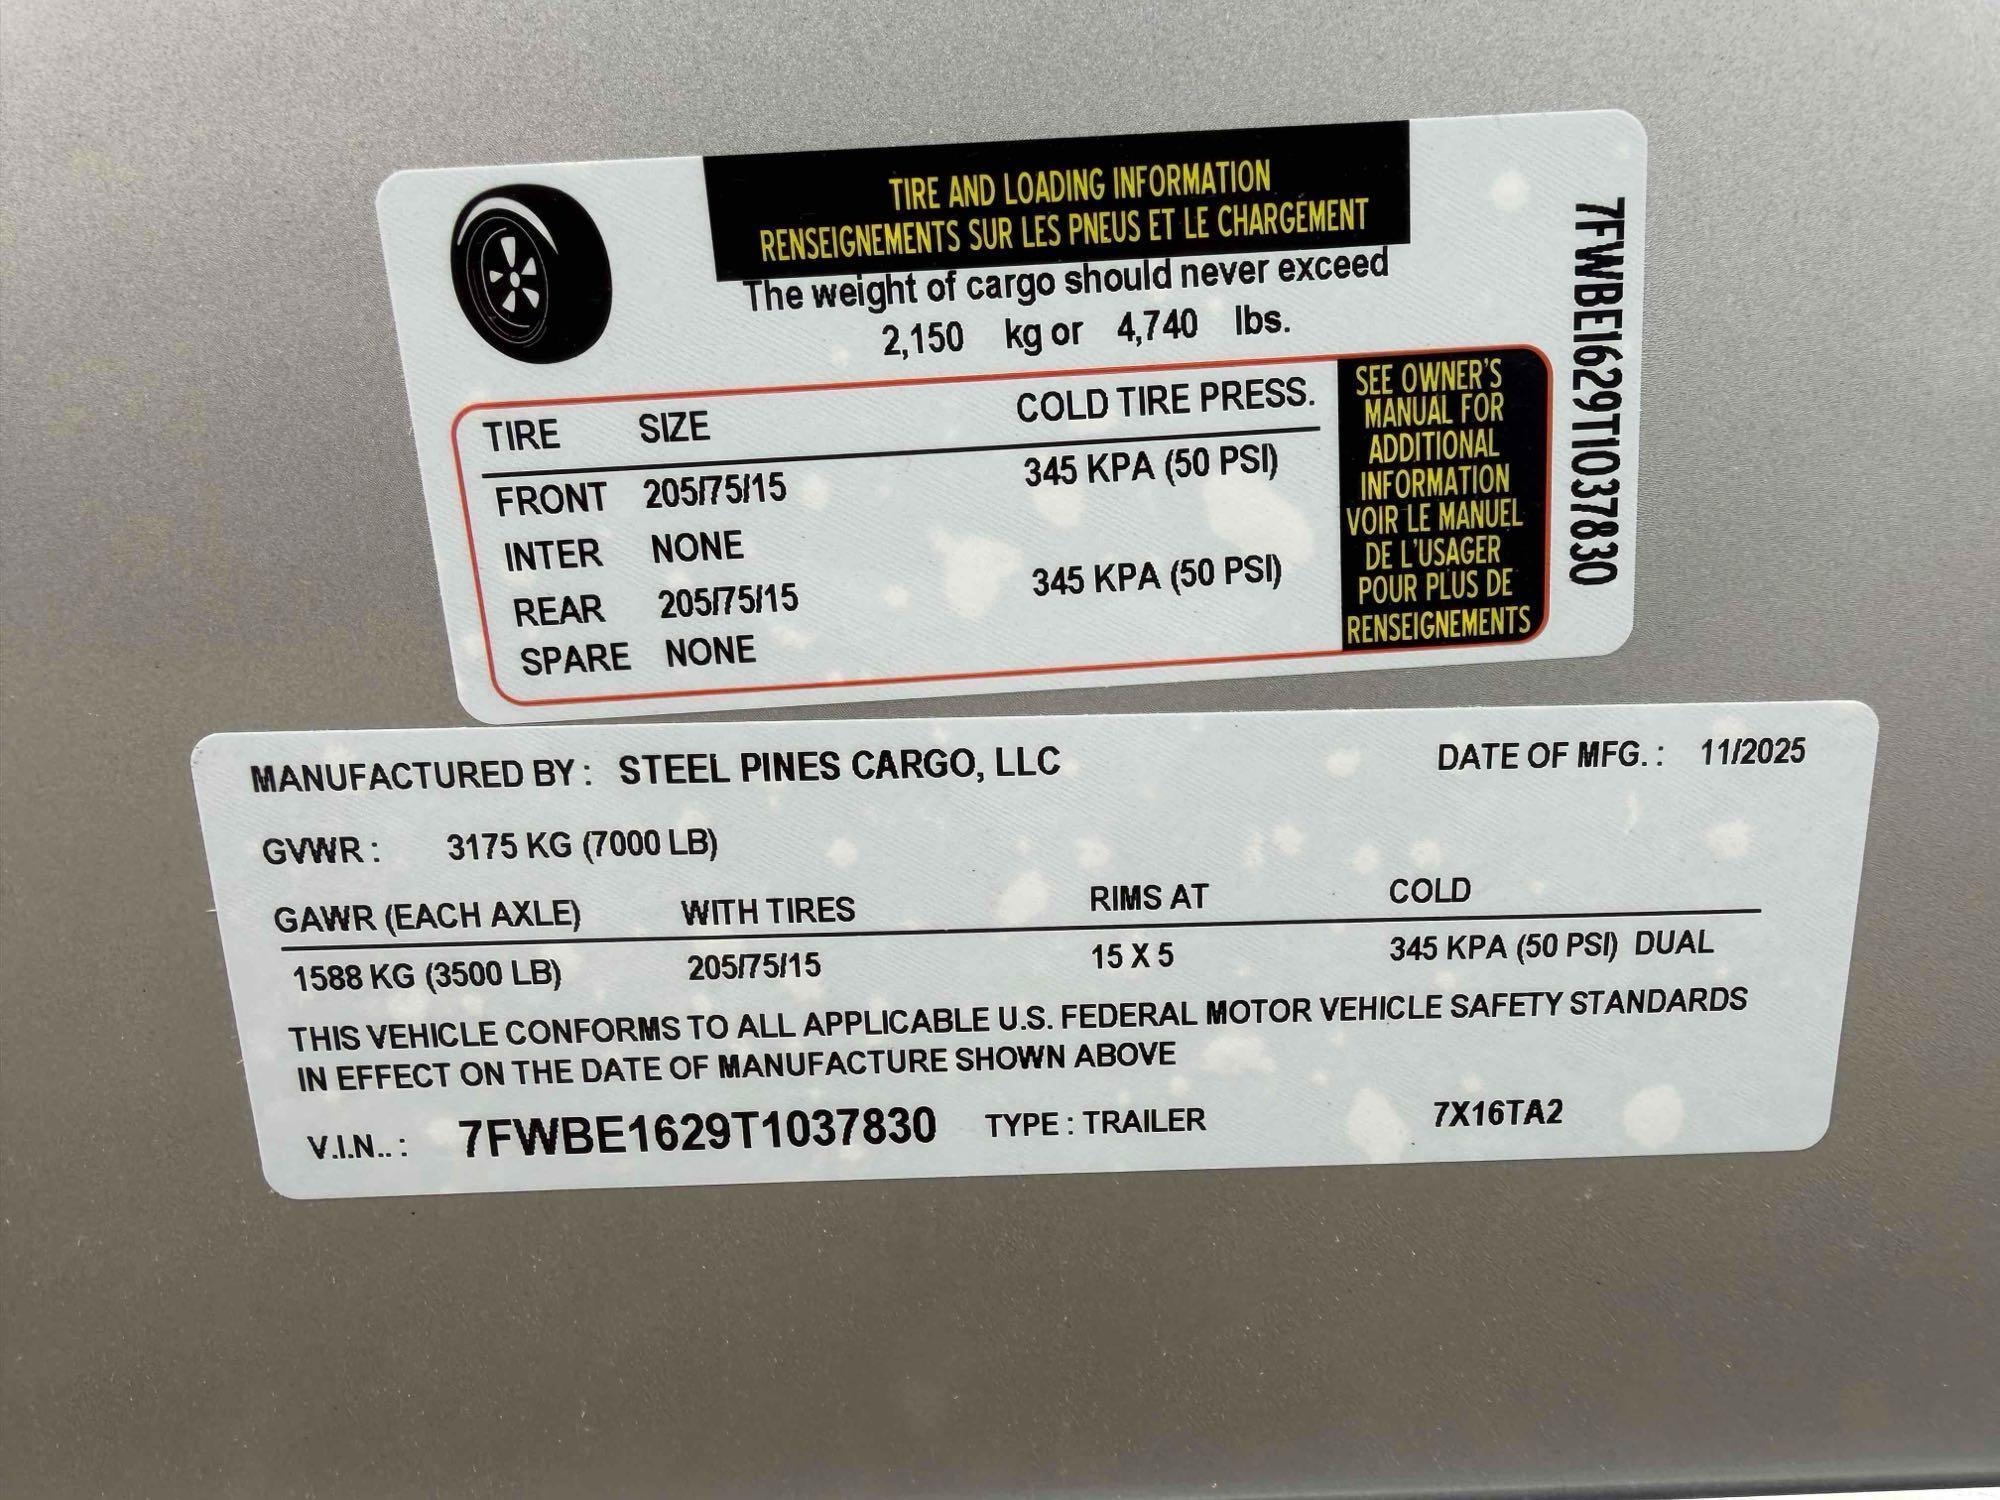 TIRE AND LOADING INFORMATION
RENSEIGNEMENTS SUR LES PNEUS ET LE CHARGEMENT
The weight of cargo should never exceed
2,150 kg or 4,740 lbs.
TIRE SIZE COLD TIRE PRESS.
FRONT 205/75/15 345 KPA (50 PSI)
INTER NONE
REAR 205/75/15 345 KPA (50 PSI)
SPARE NONE
SEE OWNER'S
MANUAL FOR
ADDITIONAL
INFORMATION
VOIR LE MANUEL
DE L'USAGER
POUR PLUS DE
RENSEIGNEMENTS
7FWBE1629T1037830
MANUFACTURED BY : STEEL PINES CARGO, LLC DATE OF MFG. : 11/2025
GVWR : 3175 KG (7000 LB)
GAWR (EACH AXLE) WITH TIRES RIMS AT COLD
1588 KG (3500 LB) 205/75/15 15 X 5 345 KPA (50 PSI) DUAL
THIS VEHICLE CONFORMS TO ALL APPLICABLE U.S. FEDERAL MOTOR VEHICLE SAFETY STANDARDS
IN EFFECT ON THE DATE OF MANUFACTURE SHOWN ABOVE
V.I.N.. : 7FWBE1629T1037830 TYPE : TRAILER 7X16TA2